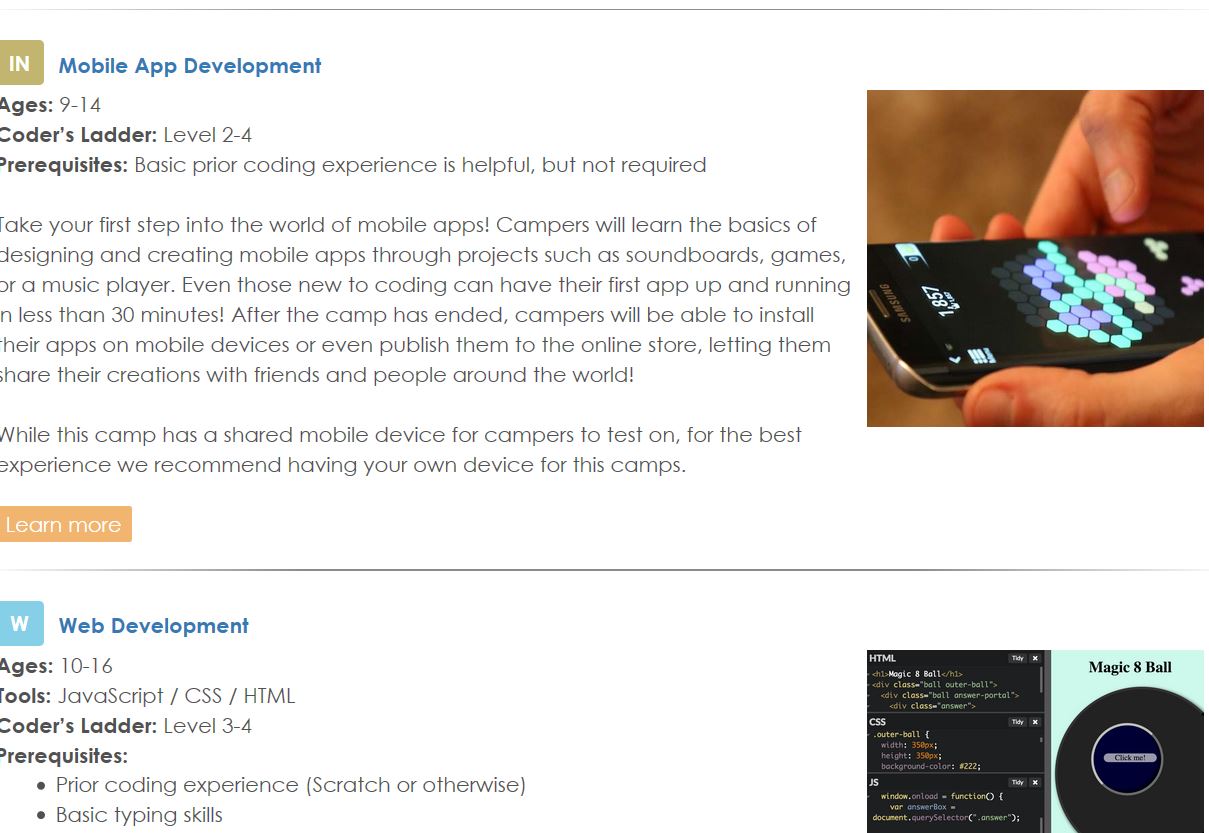 IN Mobile App Development
Ages: 9-14
Coder's Ladder: Level 2-4
Prerequisites: Basic prior coding experience is helpful, but not required
Take your first step into the world of mobile apps! Campers will learn the basics of
designing and creating mobile apps through projects such as soundboards, games,
or a music player. Even those new to coding can have their first app up and running
in less than 30 minutes! After the camp has ended, campers will be able to install
their apps on mobile devices or even publish them to the online store, letting them
share their creations with friends and people around the world!
While this camp has a shared mobile device for campers to test on, for the best
experience we recommend having your own device for this camps.
Learn more
SAMSUNG
1,857
W Web Development
Ages: 10-16
Tools: JavaScript / CSS / HTML
Coder's Ladder: Level 3-4
Prerequisites:
Prior coding experience (Scratch or otherwise)
Basic typing skills
HTML Tidy x
<h1>Magic 8 Ball</h1>
<div class="ball outer-ball">
<div class="ball answer-portal">
<div class="answer">
CSS Tidy x
.outer-ball {
width: 350px;
height: 350px;
background-color: #222;
JS Tidy x
window.onload = function() {
var answerBox =
document.querySelector(".answer");
Magic 8 Ball
Click me!